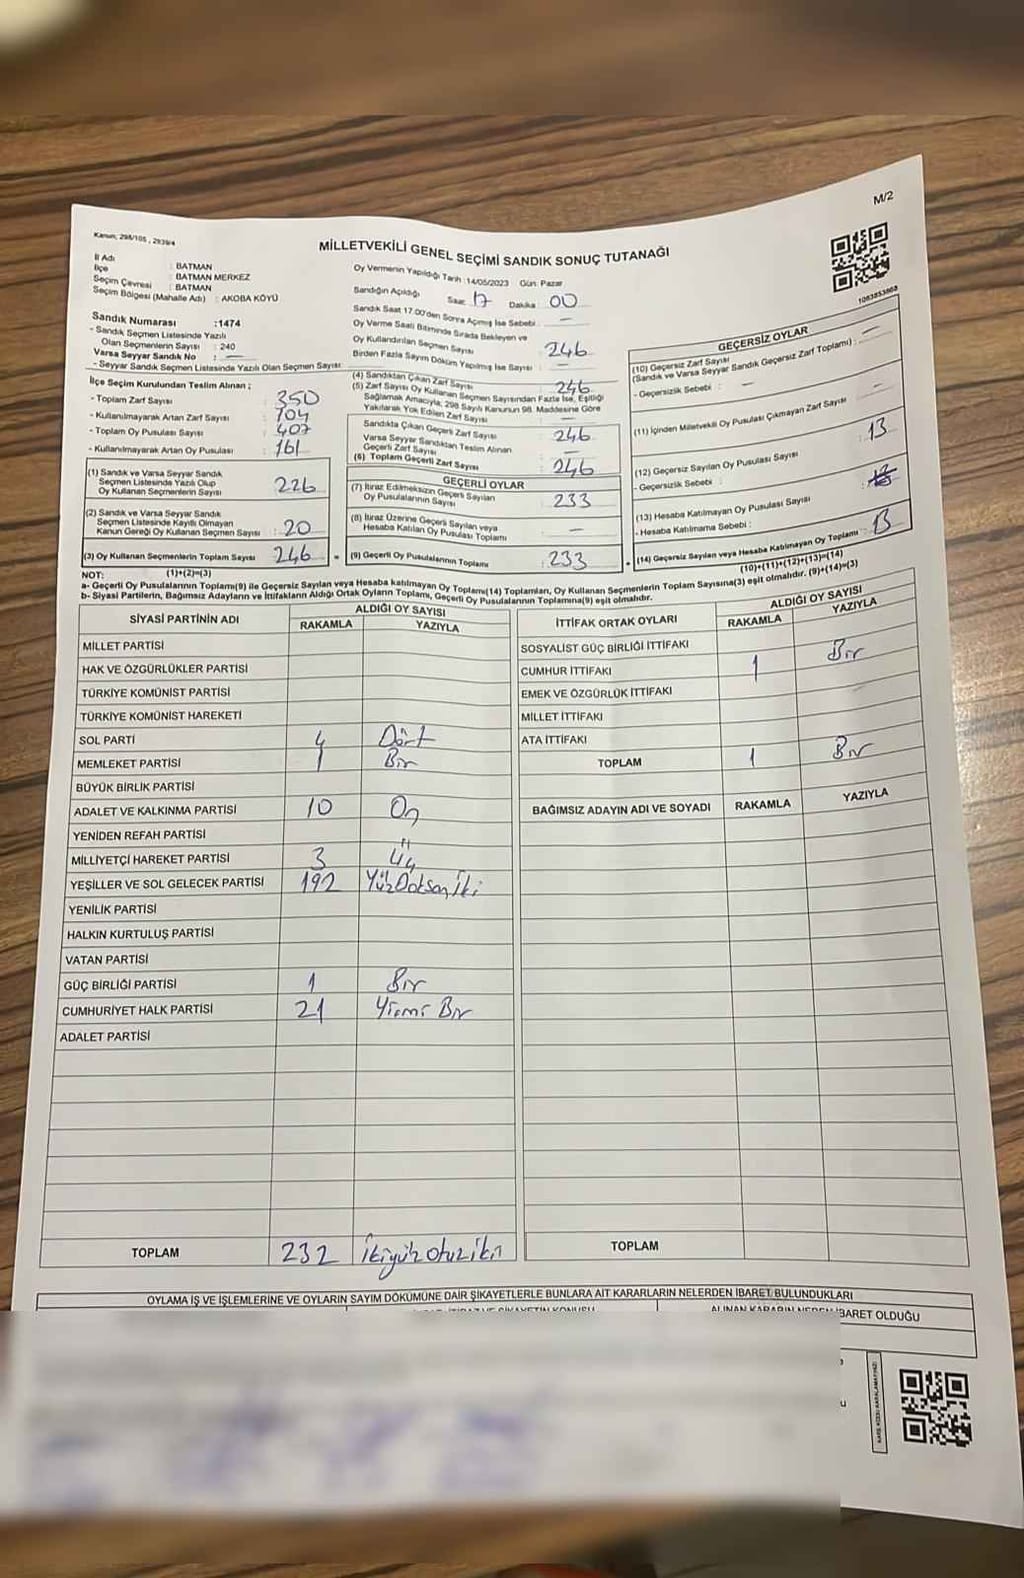 M/2
Kanun; 298/105 , 2839/4
MİLLETVEKİLİ GENEL SEÇİMİ SANDIK SONUÇ TUTANAĞI
1083853868
İl Adı : BATMAN
İlçe : BATMAN MERKEZ
Seçim Çevresi : BATMAN
Seçim Bölgesi (Mahalle Adı) : AKOBA KÖYÜ
Sandık Numarası :1474
- Sandık Seçmen Listesinde Yazılı
Olan Seçmenlerin Sayısı : 240
Varsa Seyyar Sandık No : —
- Seyyar Sandık Seçmen Listesinde Yazılı Olan Seçmen Sayısı:
İlçe Seçim Kurulundan Teslim Alınan ;
- Toplam Zarf Sayısı : 350
- Kullanılmayarak Artan Zarf Sayısı : 104
- Toplam Oy Pusulası Sayısı : 407
- Kullanılmayarak Artan Oy Pusulası : 161
(1) Sandık ve Varsa Seyyar Sandık
Seçmen Listesinde Yazılı Olup
Oy Kullanan Seçmenlerin Sayısı : 226
(2) Sandık ve Varsa Seyyar Sandık
Seçmen Listesinde Kayıtlı Olmayan
Kanun Gereği Oy Kullanan Seçmen Sayısı : 20
(3) Oy Kullanan Seçmenlerin Toplam Sayısı : 246
(1)+(2)=(3)
Oy Vermenin Yapıldığı Tarih :14/05/2023 Gün: Pazar
Sandığın Açıldığı Saat: 17 Dakika : 00
Sandık Saat 17.00'den Sonra Açılmış İse Sebebi : —
Oy Verme Saati Bitiminde Sırada Bekleyen ve
Oy Kullandırılan Seçmen Sayısı : 246
Birden Fazla Sayım Döküm Yapılmış İse Sayısı : —
(4) Sandıktan Çıkan Zarf Sayısı : 246
(5) Zarf Sayısı Oy Kullanan Seçmen Sayısından Fazla İse, Eşitliği
Sağlamak Amacıyla, 298 Sayılı Kanunun 98. Maddesine Göre
Yakılarak Yok Edilen Zarf Sayısı : —
Sandıkta Çıkan Geçerli Zarf Sayısı : 246
Varsa Seyyar Sandıktan Teslim Alınan
Geçerli Zarf Sayısı : —
(6) Toplam Geçerli Zarf Sayısı : 246
GEÇERLİ OYLAR
(7) İtiraz Edilmeksizin Geçerli Sayılan
Oy Pusulalarının Sayısı : 233
(8) İtiraz Üzerine Geçerli Sayılan veya
Hesaba Katılan Oy Pusulası Toplamı : —
(9) Geçerli Oy Pusulalarının Toplamı : 233
GEÇERSİZ OYLAR
(10) Geçersiz Zarf Sayısı
(Sandık ve Varsa Seyyar Sandık Geçersiz Zarf Toplamı) : —
- Geçersizlik Sebebi : —
(11) İçinden Milletvekili Oy Pusulası Çıkmayan Zarf Sayısı : —
(12) Geçersiz Sayılan Oy Pusulası Sayısı : 13
- Geçersizlik Sebebi :
(13) Hesaba Katılmayan Oy Pusulası Sayısı :
- Hesaba Katılmama Sebebi :
(14) Geçersiz Sayılan veya Hesaba Katılmayan Oy Toplamı : 13
(10)+(11)+(12)+(13)=(14)
NOT:
a- Geçerli Oy Pusulalarının Toplamı(9) ile Geçersiz Sayılan veya Hesaba katılmayan Oy Toplamı(14) Toplamları, Oy Kullanan Seçmenlerin Toplam Sayısına(3) eşit olmalıdır. (9)+(14)=(3)
b- Siyasi Partilerin, Bağımsız Adayların ve İttifakların Aldığı Ortak Oyların Toplamı, Geçerli Oy Pusulalarının Toplamına(9) eşit olmalıdır.
SİYASİ PARTİNİN ADI ALDIĞI OY SAYISI
RAKAMLA YAZIYLA
MİLLET PARTİSİ
HAK VE ÖZGÜRLÜKLER PARTİSİ
TÜRKİYE KOMÜNİST PARTİSİ
TÜRKİYE KOMÜNİST HAREKETİ
SOL PARTİ 4 Dört
MEMLEKET PARTİSİ 1 Bir
BÜYÜK BİRLİK PARTİSİ
ADALET VE KALKINMA PARTİSİ 10 On
YENİDEN REFAH PARTİSİ
MİLLİYETÇİ HAREKET PARTİSİ 3 Üç
YEŞİLLER VE SOL GELECEK PARTİSİ 192 YüzDoksanİki
YENİLİK PARTİSİ
HALKIN KURTULUŞ PARTİSİ
VATAN PARTİSİ
GÜÇ BİRLİĞİ PARTİSİ 1 Bir
CUMHURİYET HALK PARTİSİ 21 Yirmi Bir
ADALET PARTİSİ
TOPLAM 232 İkiyüz otuz iki
İTTİFAK ORTAK OYLARI ALDIĞI OY SAYISI
RAKAMLA YAZIYLA
SOSYALİST GÜÇ BİRLİĞİ İTTİFAKI
CUMHUR İTTİFAKI 1 Bir
EMEK VE ÖZGÜRLÜK İTTİFAKI
MİLLET İTTİFAKI
ATA İTTİFAKI
TOPLAM 1 Bir
BAĞIMSIZ ADAYIN ADI VE SOYADI RAKAMLA YAZIYLA
TOPLAM
OYLAMA İŞ VE İŞLEMLERİNE VE OYLARIN SAYIM DÖKÜMÜNE DAİR ŞİKAYETLERLE BUNLARA AİT KARARLARIN NELERDEN İBARET BULUNDUKLARI
ALINAN KARARIN NEDEN İBARET OLDUĞU